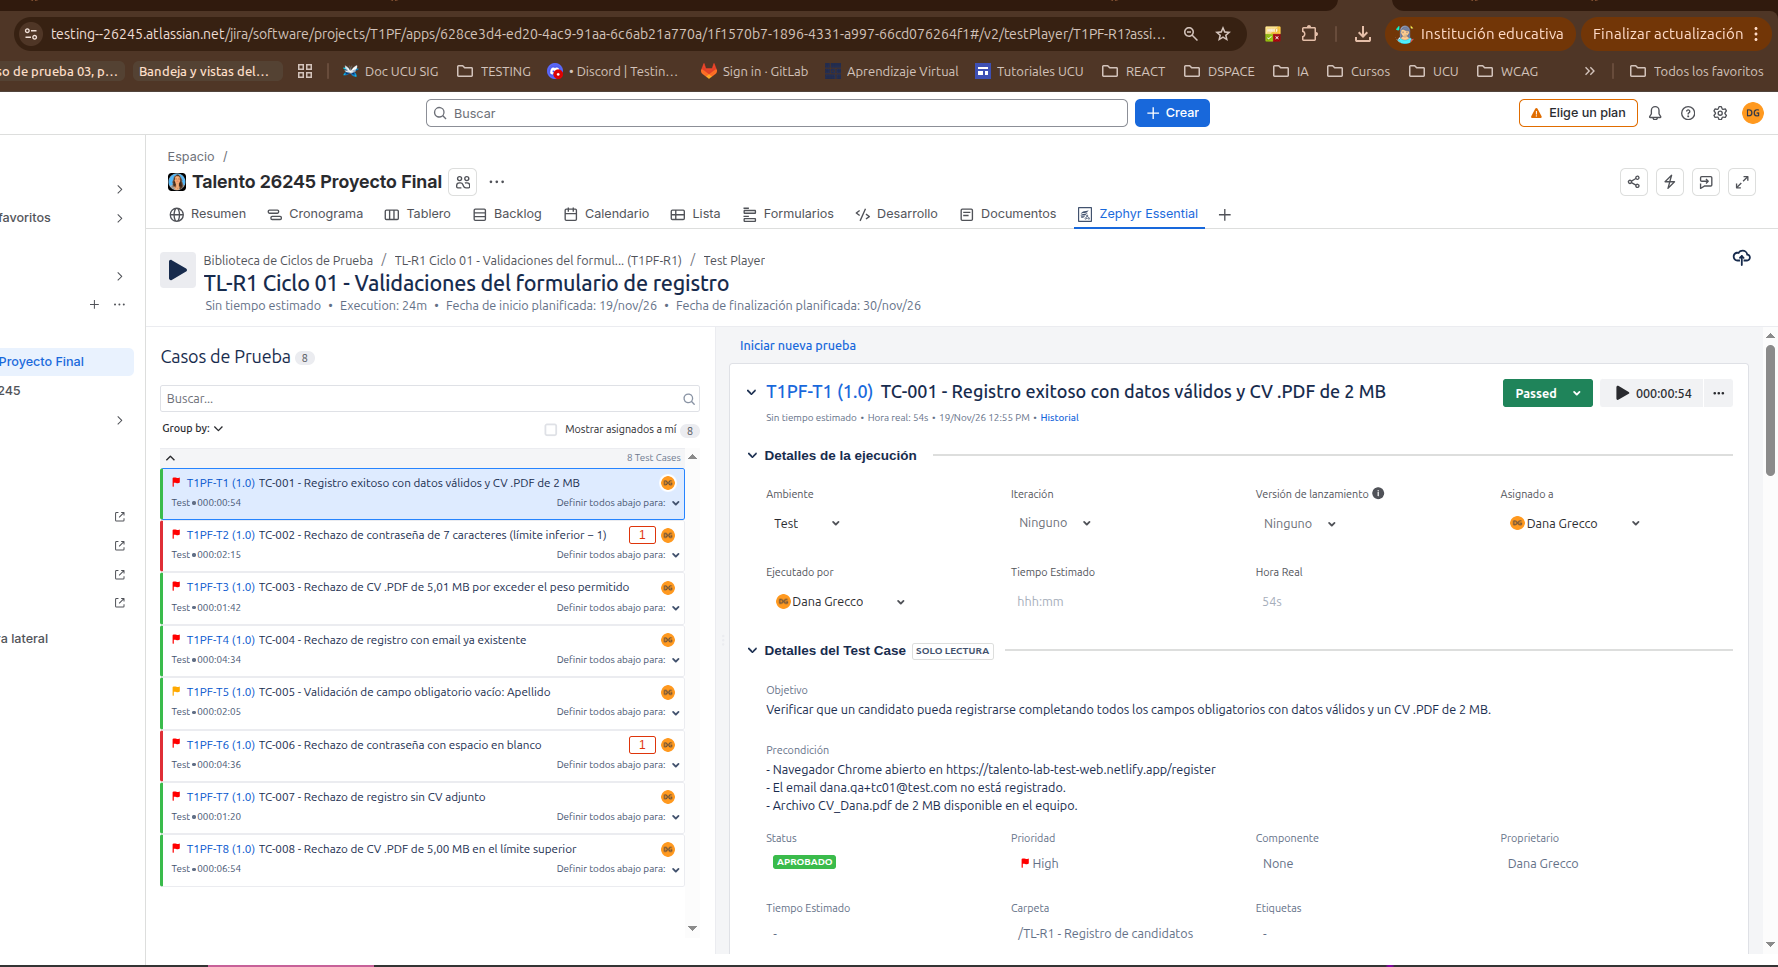 testing--26245.atlassian.net/jira/software/projects/T1PF/apps/628ce3d4-ed20-4ac9-91aa-6c6ab21a770a/1f1570b7-1896-4331-a997-66cd076264f1#/v2/testPlayer/T1PF-R1?assi...
Institución educativa
Finalizar actualización
so de prueba 03, p...
Bandeja y vistas del...
Doc UCU SIG
TESTING
• Discord | Testin...
Sign in · GitLab
Aprendizaje Virtual
Tutoriales UCU
REACT
DSPACE
IA
Cursos
UCU
WCAG
»
Todos los favoritos
Buscar
+ Crear
Elige un plan
DG
Espacio /
Talento 26245 Proyecto Final
Resumen
Cronograma
Tablero
Backlog
Calendario
Lista
Formularios
Desarrollo
Documentos
Zephyr Essential
favoritos
Proyecto Final
245
a lateral
Biblioteca de Ciclos de Prueba / TL-R1 Ciclo 01 - Validaciones del formul... (T1PF-R1) / Test Player
TL-R1 Ciclo 01 - Validaciones del formulario de registro
Sin tiempo estimado • Execution: 24m • Fecha de inicio planificada: 19/nov/26 • Fecha de finalización planificada: 30/nov/26
Casos de Prueba 8
Buscar...
Group by:
Mostrar asignados a mí 8
8 Test Cases
T1PF-T1 (1.0) TC-001 - Registro exitoso con datos válidos y CV .PDF de 2 MB DG
Test•000:00:54 Definir todos abajo para:
T1PF-T2 (1.0) TC-002 - Rechazo de contraseña de 7 caracteres (límite inferior – 1) 1 DG
Test•000:02:15 Definir todos abajo para:
T1PF-T3 (1.0) TC-003 - Rechazo de CV .PDF de 5,01 MB por exceder el peso permitido DG
Test•000:01:42 Definir todos abajo para:
T1PF-T4 (1.0) TC-004 - Rechazo de registro con email ya existente DG
Test•000:04:34 Definir todos abajo para:
T1PF-T5 (1.0) TC-005 - Validación de campo obligatorio vacío: Apellido DG
Test•000:02:05 Definir todos abajo para:
T1PF-T6 (1.0) TC-006 - Rechazo de contraseña con espacio en blanco 1 DG
Test•000:04:36 Definir todos abajo para:
T1PF-T7 (1.0) TC-007 - Rechazo de registro sin CV adjunto DG
Test•000:01:20 Definir todos abajo para:
T1PF-T8 (1.0) TC-008 - Rechazo de CV .PDF de 5,00 MB en el límite superior DG
Test•000:06:54 Definir todos abajo para:
Iniciar nueva prueba
T1PF-T1 (1.0) TC-001 - Registro exitoso con datos válidos y CV .PDF de 2 MB
Passed
000:00:54
Sin tiempo estimado • Hora real: 54s • 19/Nov/26 12:55 PM • Historial
Detalles de la ejecución
Ambiente Iteración Versión de lanzamiento Asignado a
Test Ninguno Ninguno DG Dana Grecco
Ejecutado por Tiempo Estimado Hora Real
DG Dana Grecco hhh:mm 54s
Detalles del Test Case SOLO LECTURA
Objetivo
Verificar que un candidato pueda registrarse completando todos los campos obligatorios con datos válidos y un CV .PDF de 2 MB.
Precondición
- Navegador Chrome abierto en https://talento-lab-test-web.netlify.app/register
- El email dana.qa+tc01@test.com no está registrado.
- Archivo CV_Dana.pdf de 2 MB disponible en el equipo.
Status Prioridad Componente Proprietario
APROBADO High None Dana Grecco
Tiempo Estimado Carpeta Etiquetas
- /TL-R1 - Registro de candidatos -